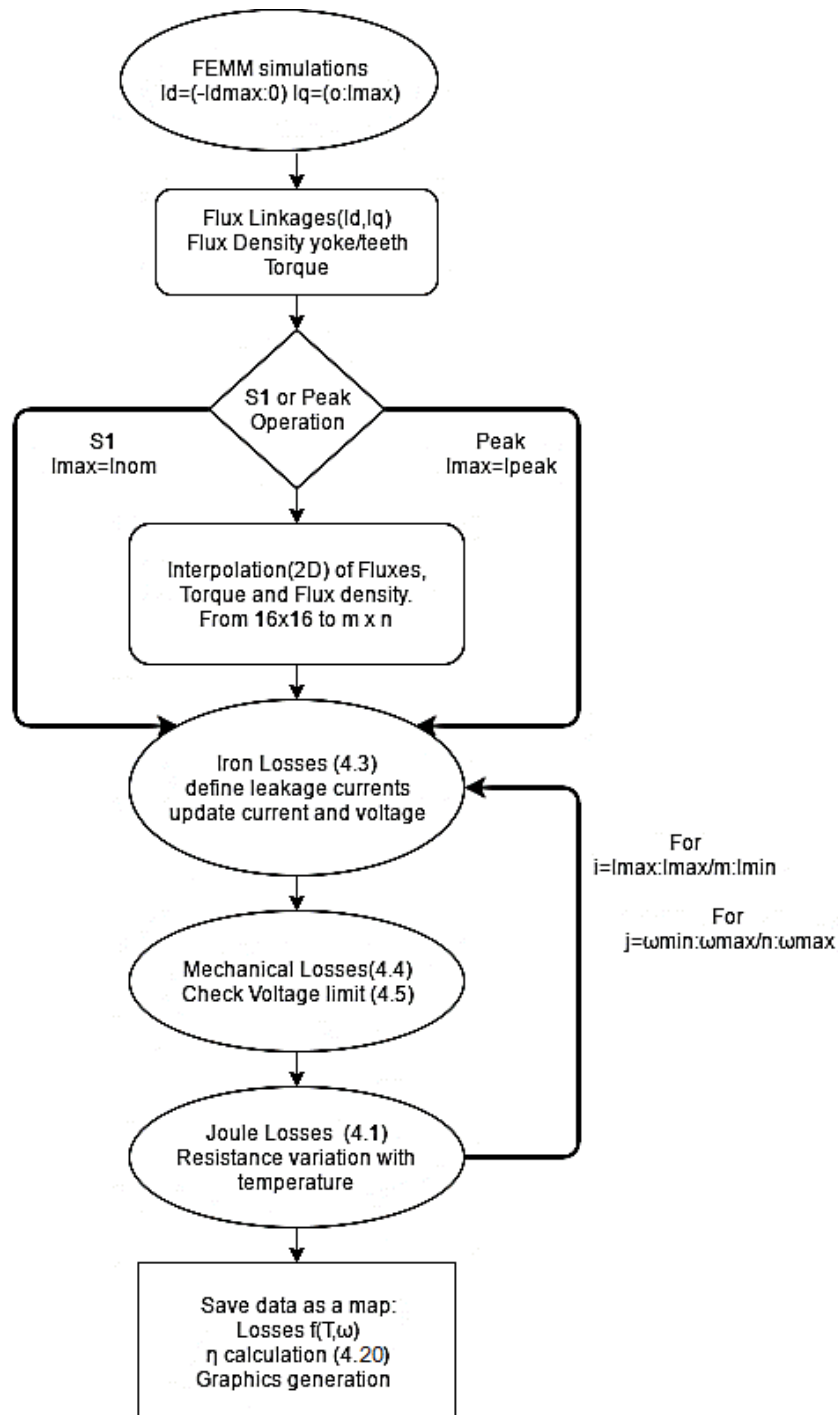 FEMM simulations
Id=(-Idmax:0) Iq=(o:Imax)
Flux Linkages(Id,Iq)
Flux Density yoke/teeth
Torque
S1 or Peak
Operation
S1
Imax=Inom
Peak
Imax=Ipeak
Interpolation(2D) of Fluxes,
Torque and Flux density.
From 16x16 to m x n
Iron Losses (4.3)
define leakage currents
update current and voltage
For
i=Imax:Imax/m:Imin
For
j=ωmin:ωmax/n:ωmax
Mechanical Losses(4.4)
Check Voltage limit (4.5)
Joule Losses (4.1)
Resistance variation with
temperature
Save data as a map:
Losses f(T,ω)
η calculation (4.20)
Graphics generation